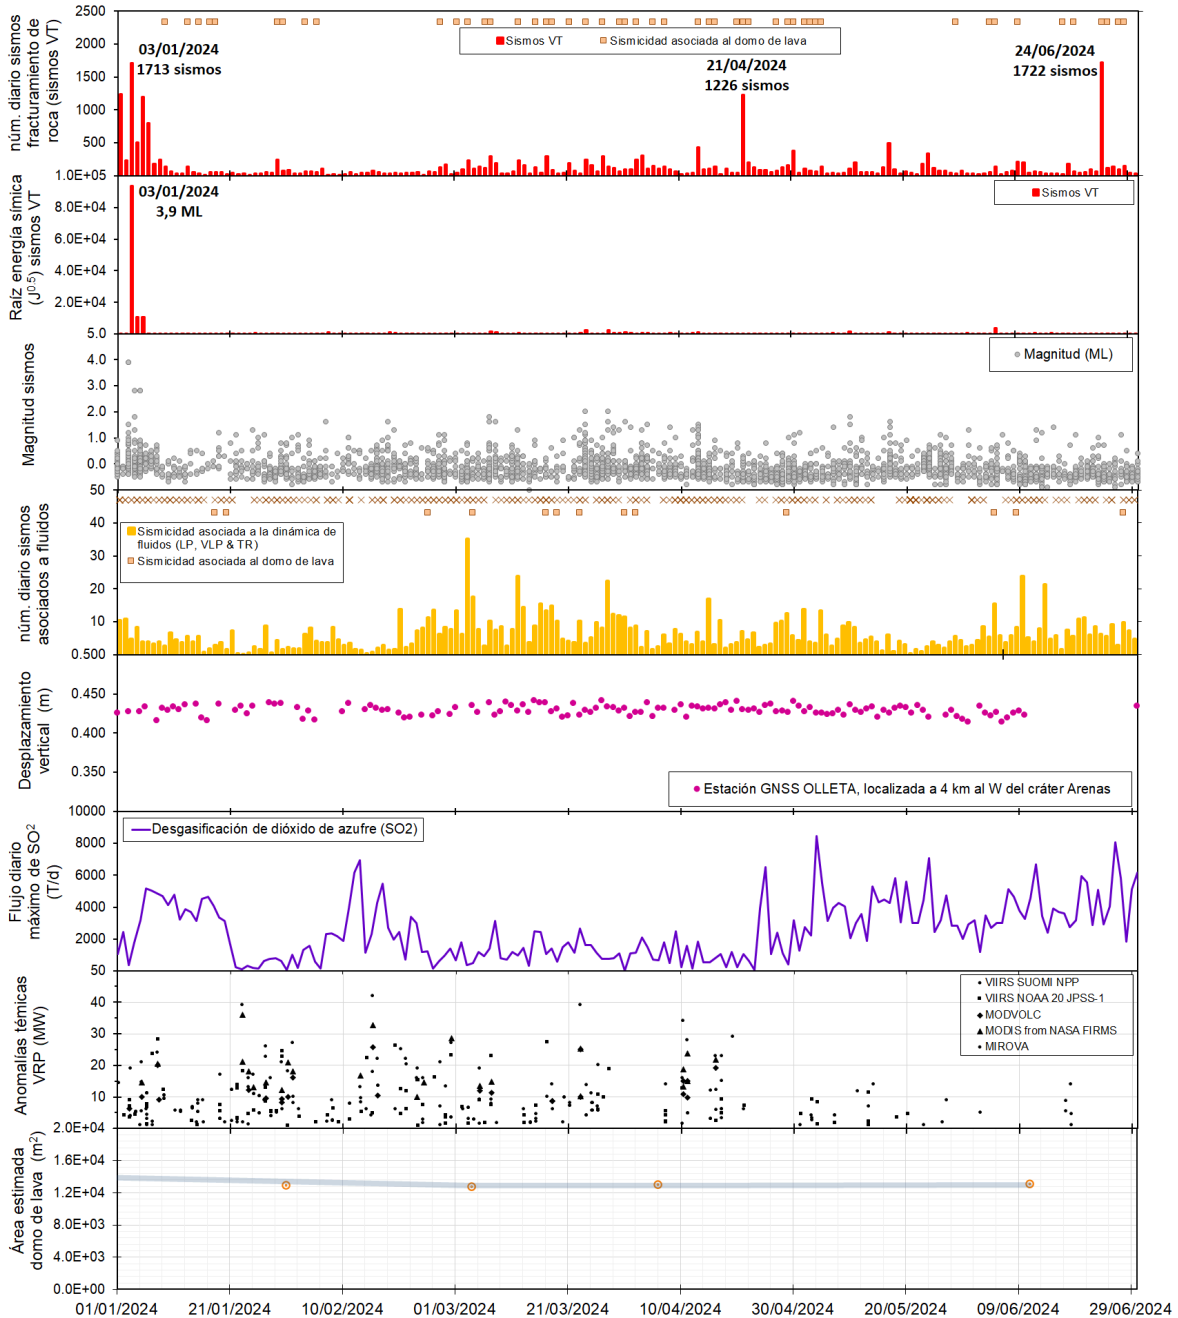 núm. diario sismos
fracturamiento de
roca (sismos VT)
2500
2000
1500
1000
500
1.0E+05
Sismos VT
Sismicidad asociada al domo de lava
03/01/2024
1713 sismos
21/04/2024
1226 sismos
24/06/2024
1722 sismos
Raíz energía símica
(J0.5) sismos VT
8.0E+04
6.0E+04
4.0E+04
2.0E+04
5.0
03/01/2024
3,9 ML
Sismos VT
Magnitud sismos
4.0
3.0
2.0
1.0
0.0
50
Magnitud (ML)
núm. diario sismos
asociados a fluidos
40
30
20
10
0.500
Sismicidad asociada a la dinámica de
fluidos (LP, VLP & TR)
Sismicidad asociada al domo de lava
Desplazamiento
vertical (m)
0.450
0.400
0.350
10000
Estación GNSS OLLETA, localizada a 4 km al W del cráter Arenas
Flujo diario
máximo de SO2
(T/d)
8000
6000
4000
2000
50
Desgasificación de dióxido de azufre (SO2)
Anomalías témicas
VRP (MW)
40
30
20
10
2.0E+04
VIIRS SUOMI NPP
VIIRS NOAA 20 JPSS-1
MODVOLC
MODIS from NASA FIRMS
MIROVA
Área estimada
domo de lava (m2)
1.6E+04
1.2E+04
8.0E+03
4.0E+03
0.0E+00
01/01/2024
21/01/2024
10/02/2024
01/03/2024
21/03/2024
10/04/2024
30/04/2024
20/05/2024
09/06/2024
29/06/2024